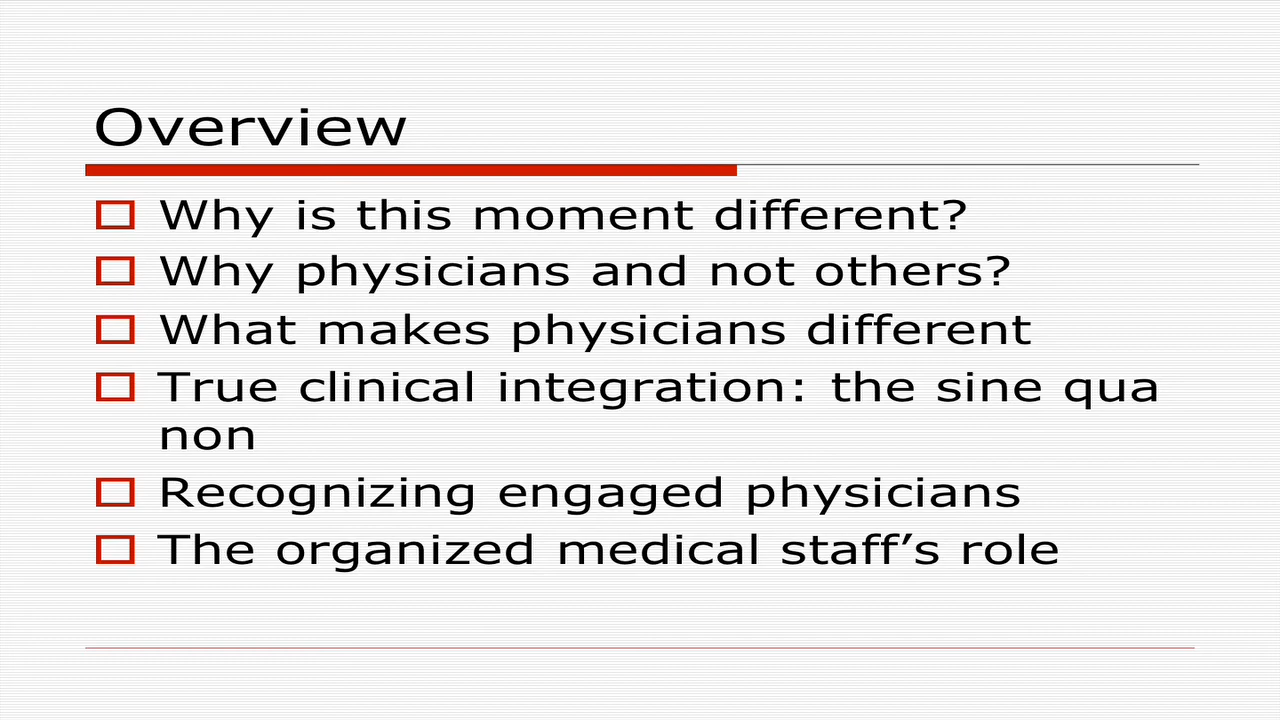 Overview
Why is this moment different?
Why physicians and not others?
What makes physicians different
True clinical integration: the sine qua
non
Recognizing engaged physicians
The organized medical staff’s role